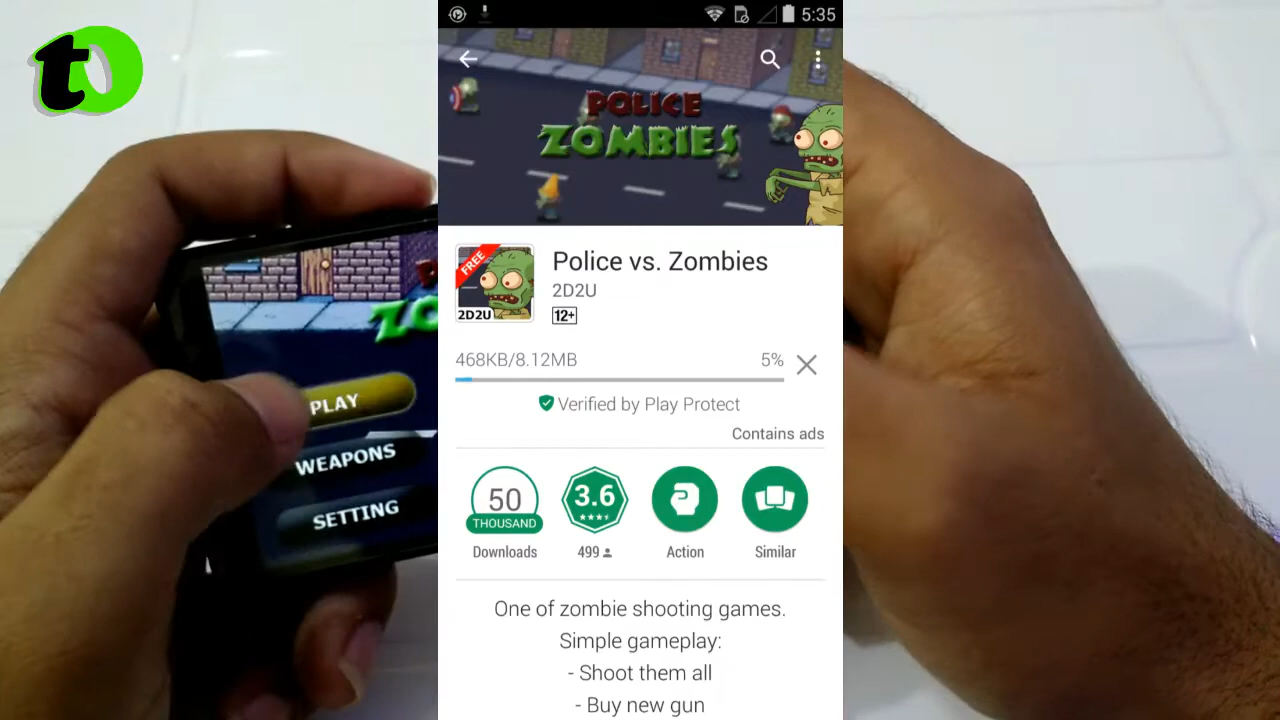 tO
5:35
POLICE
ZOMBIES
FREE
2D2U
Police vs. Zombies
2D2U
12+
468KB/8.12MB
5%
Verified by Play Protect
Contains ads
50
THOUSAND
Downloads
3.6
499
Action
Similar
One of zombie shooting games.
Simple gameplay:
- Shoot them all
- Buy new gun
PLAY
WEAPONS
SETTING